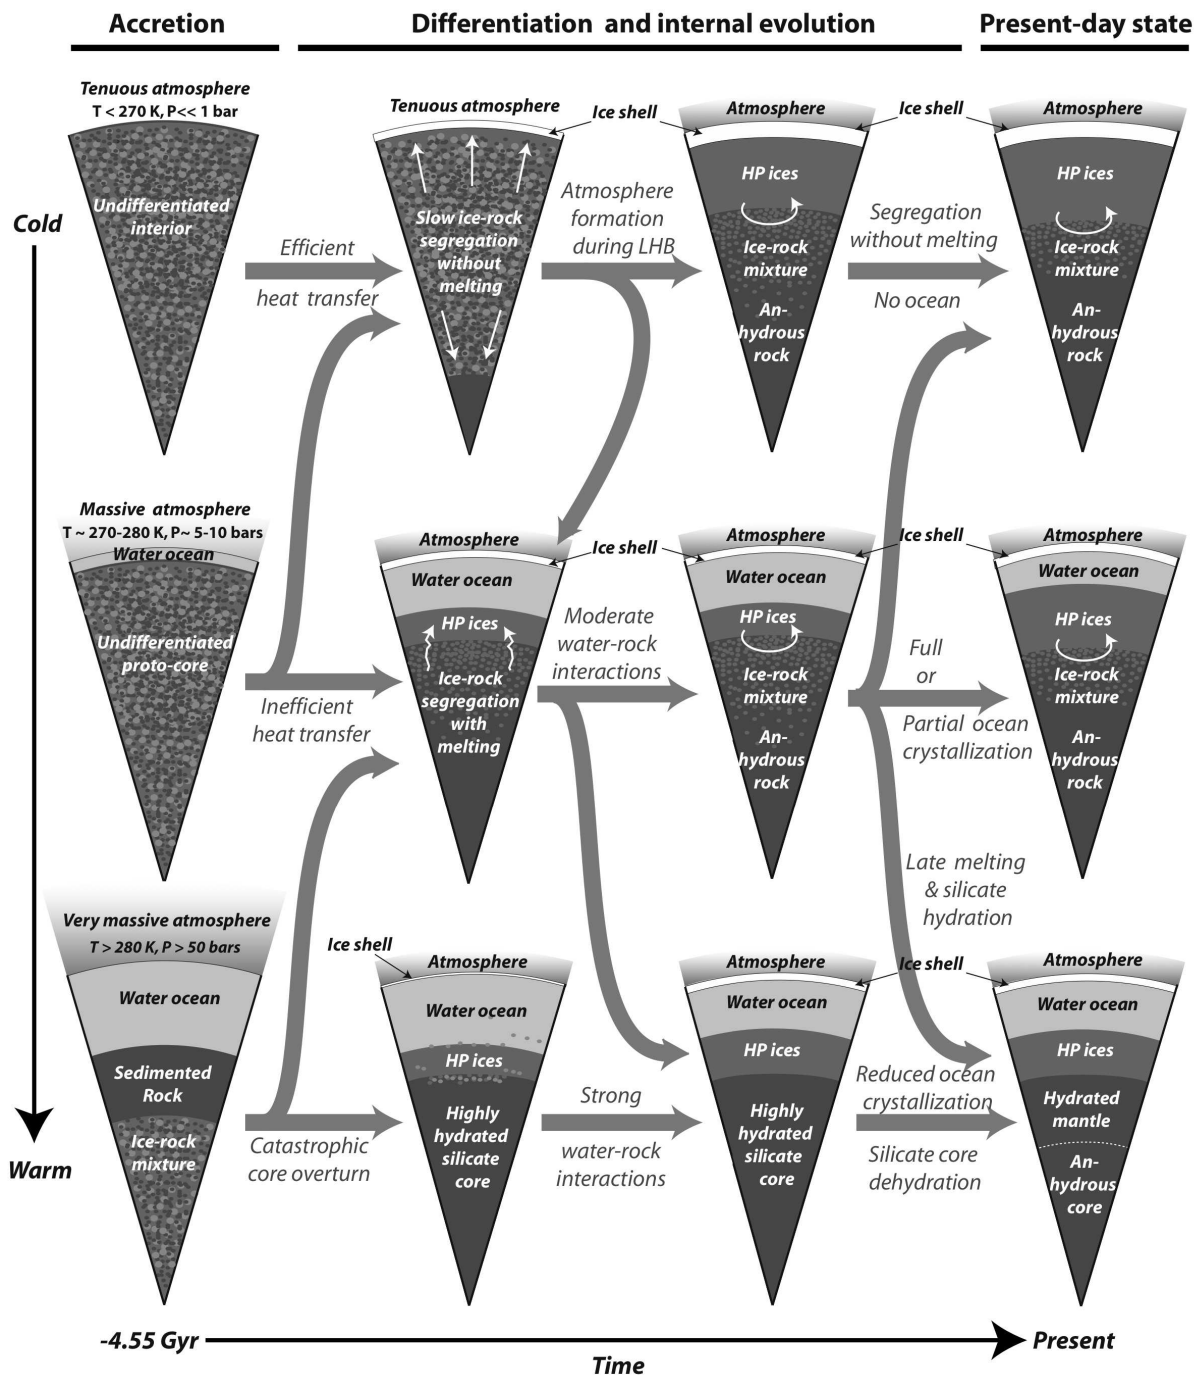 Accretion
Differentiation and internal evolution
Present-day state
Cold
Warm
Tenuous atmosphere
T < 270 K, P<< 1 bar
Undifferentiated
interior
Efficient
heat transfer
Tenuous atmosphere
Slow ice-rock
segregation
without
melting
Ice shell
Atmosphere
formation
during LHB
Atmosphere
HP ices
Ice-rock
mixture
An-
hydrous
rock
Ice shell
Segregation
without melting
No ocean
Atmosphere
HP ices
Ice-rock
mixture
An-
hydrous
rock
Massive atmosphere
T ~ 270-280 K, P~ 5-10 bars
Water ocean
Undifferentiated
proto-core
Inefficient
heat transfer
Atmosphere
Water ocean
HP ices
Ice-rock
segregation
with
melting
Ice shell
Moderate
water-rock
interactions
Atmosphere
Water ocean
HP ices
Ice-rock
mixture
An-
hydrous
rock
Ice shell
Full
or
Partial ocean
crystallization
Late melting
& silicate
hydration
Atmosphere
Water ocean
HP ices
Ice-rock
mixture
An-
hydrous
rock
Very massive atmosphere
T > 280 K, P > 50 bars
Water ocean
Sedimented
Rock
Ice-rock
mixture
Catastrophic
core overturn
Ice shell
Atmosphere
Water ocean
HP ices
Highly
hydrated
silicate
core
Strong
water-rock
interactions
Atmosphere
Water ocean
HP ices
Highly
hydrated
silicate
core
Ice shell
Reduced ocean
crystallization
Silicate core
dehydration
Atmosphere
Water ocean
HP ices
Hydrated
mantle
An-
hydrous
core
-4.55 Gyr
Present
Time